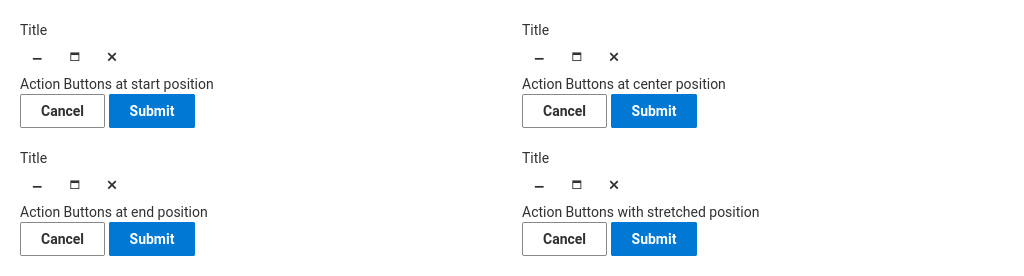 Title
Action Buttons at start position
Cancel Submit
Title
Action Buttons at center position
Cancel Submit
Title
Action Buttons at end position
Cancel Submit
Title
Action Buttons with stretched position
Cancel Submit